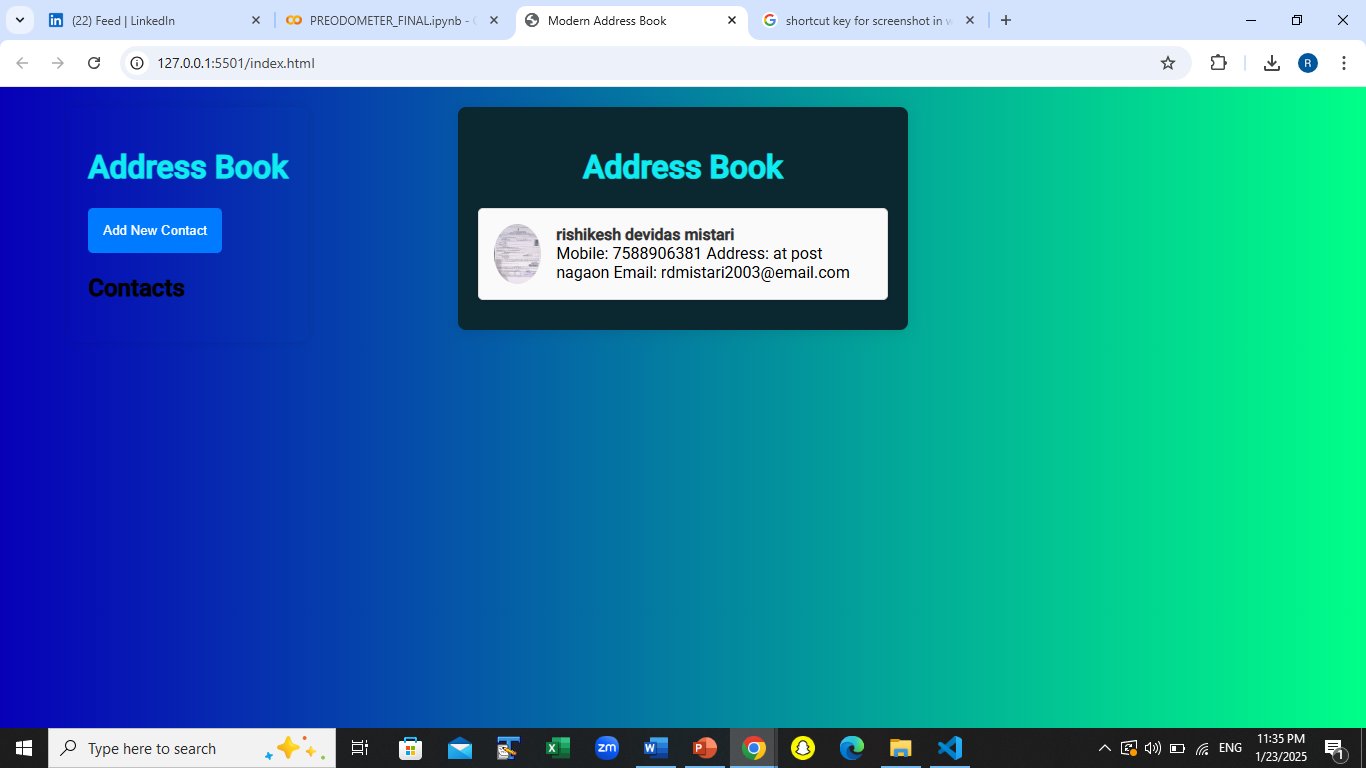 (22) Feed | LinkedIn
PREODOMETER_FINAL.ipynb -
Modern Address Book
shortcut key for screenshot in
127.0.0.1:5501/index.html
R
Address Book
Add New Contact
Contacts
Address Book
rishikesh devidas mistari
Mobile: 7588906381 Address: at post
nagaon Email: rdmistari2003@email.com
Type here to search
zm
ENG
11:35 PM
1/23/2025
1